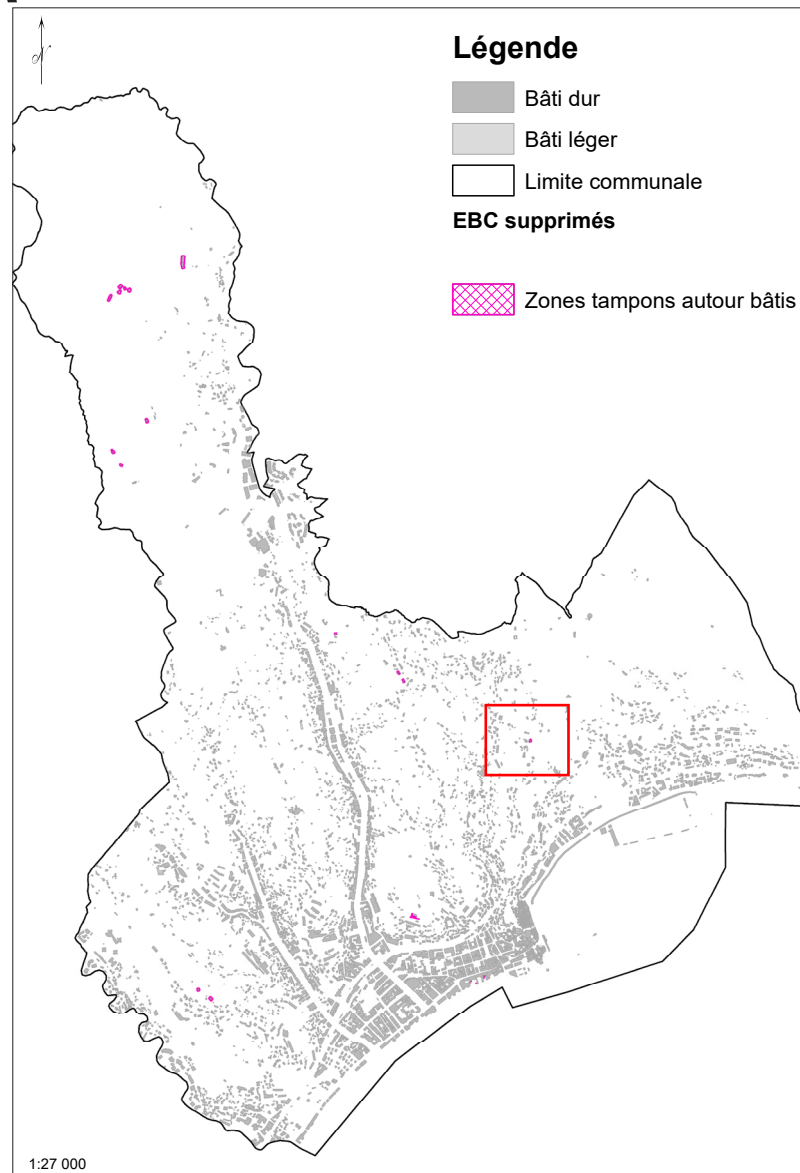 N
Légende
Bâti dur
Bâti léger
Limite communale
EBC supprimés
Zones tampons autour bâtis
1:27 000